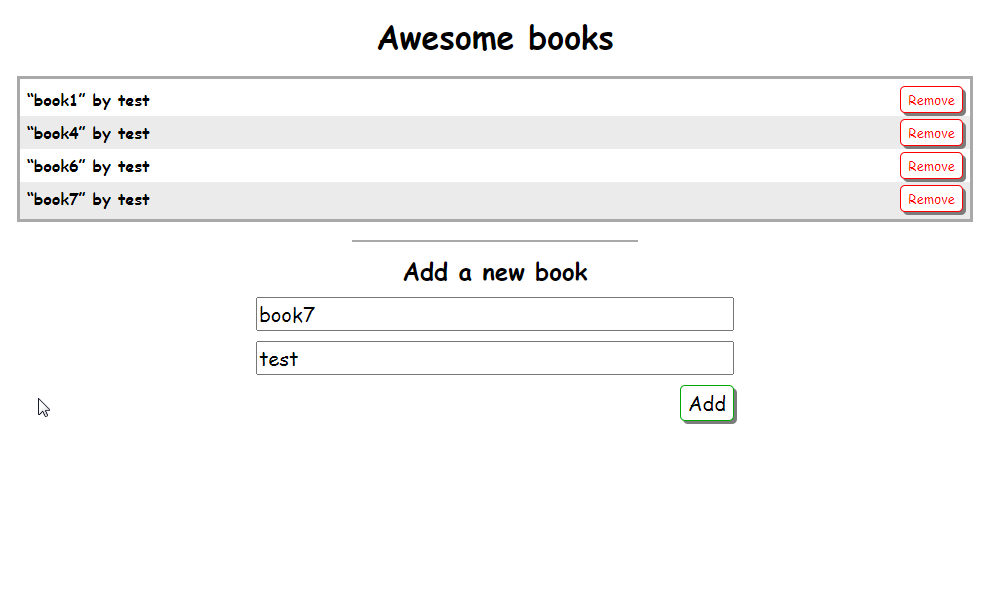 Awesome books
“book1” by test
Remove
“book4” by test
Remove
“book6” by test
Remove
“book7” by test
Remove
Add a new book
book7
test
Add